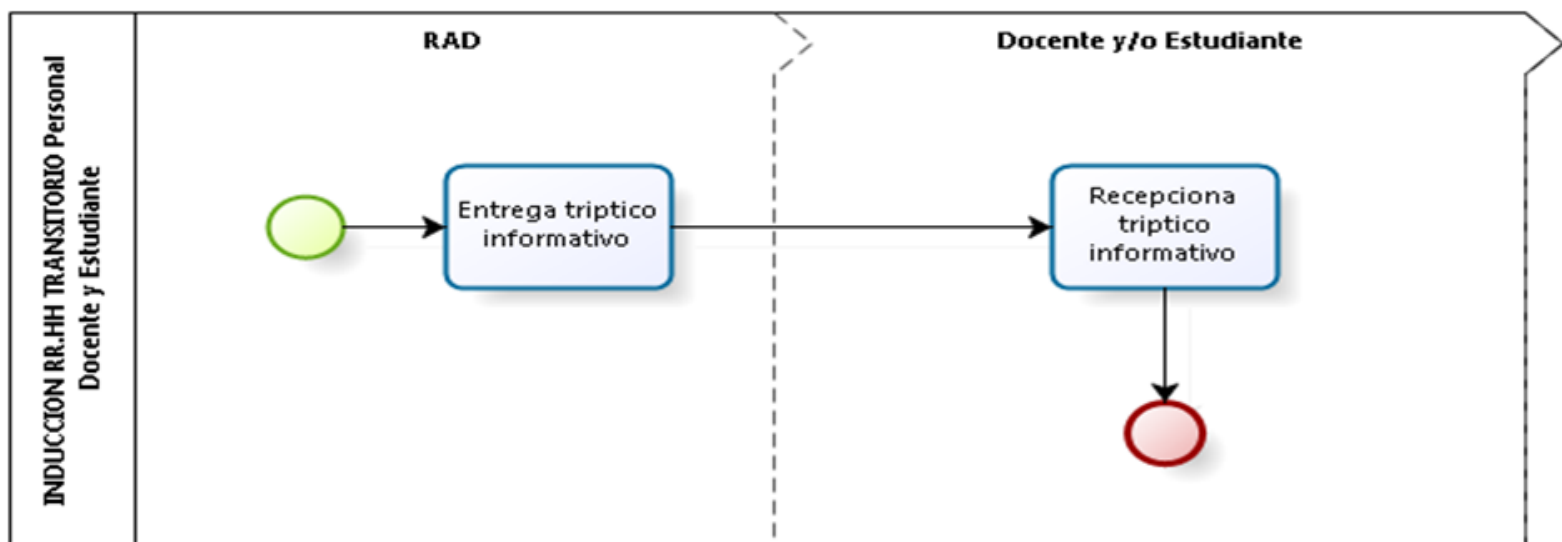 INDUCCION RR.HH TRANSITORIO Personal
Docente y Estudiante
RAD
Docente y/o Estudiante
Entrega triptico
informativo
Recepciona
triptico
informativo